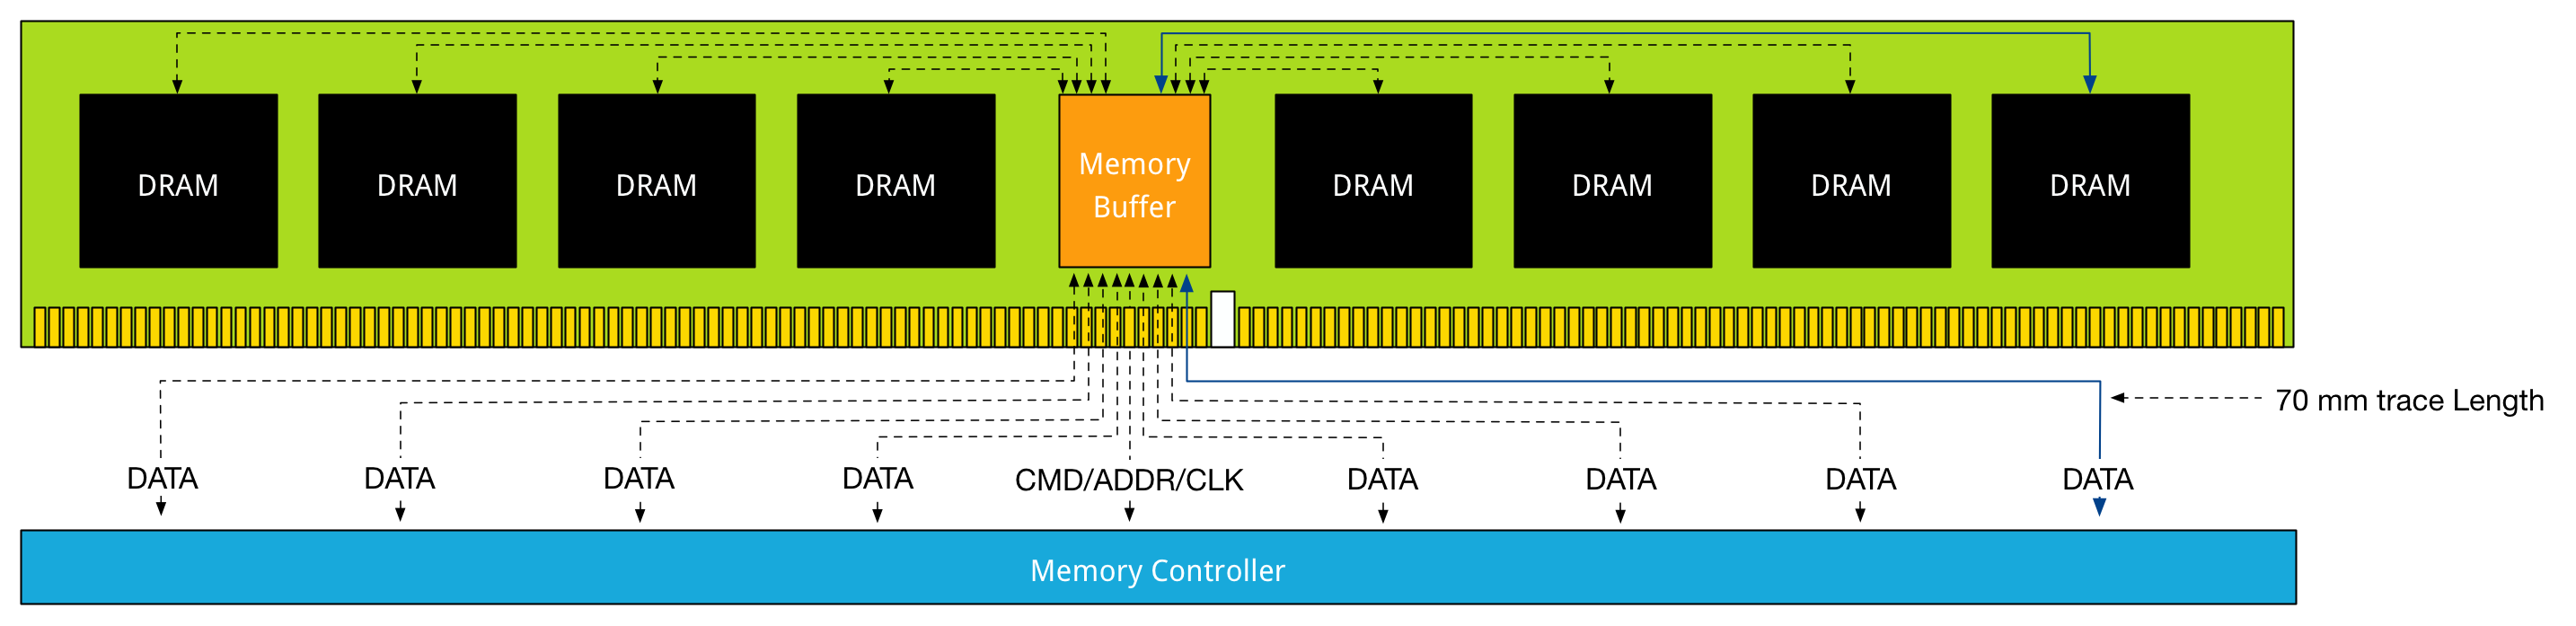 DRAM
DRAM
DRAM
DRAM
Memory
Buffer
DRAM
DRAM
DRAM
DRAM
70 mm trace Length
DATA
DATA
DATA
DATA
CMD/ADDR/CLK
DATA
DATA
DATA
DATA
Memory Controller